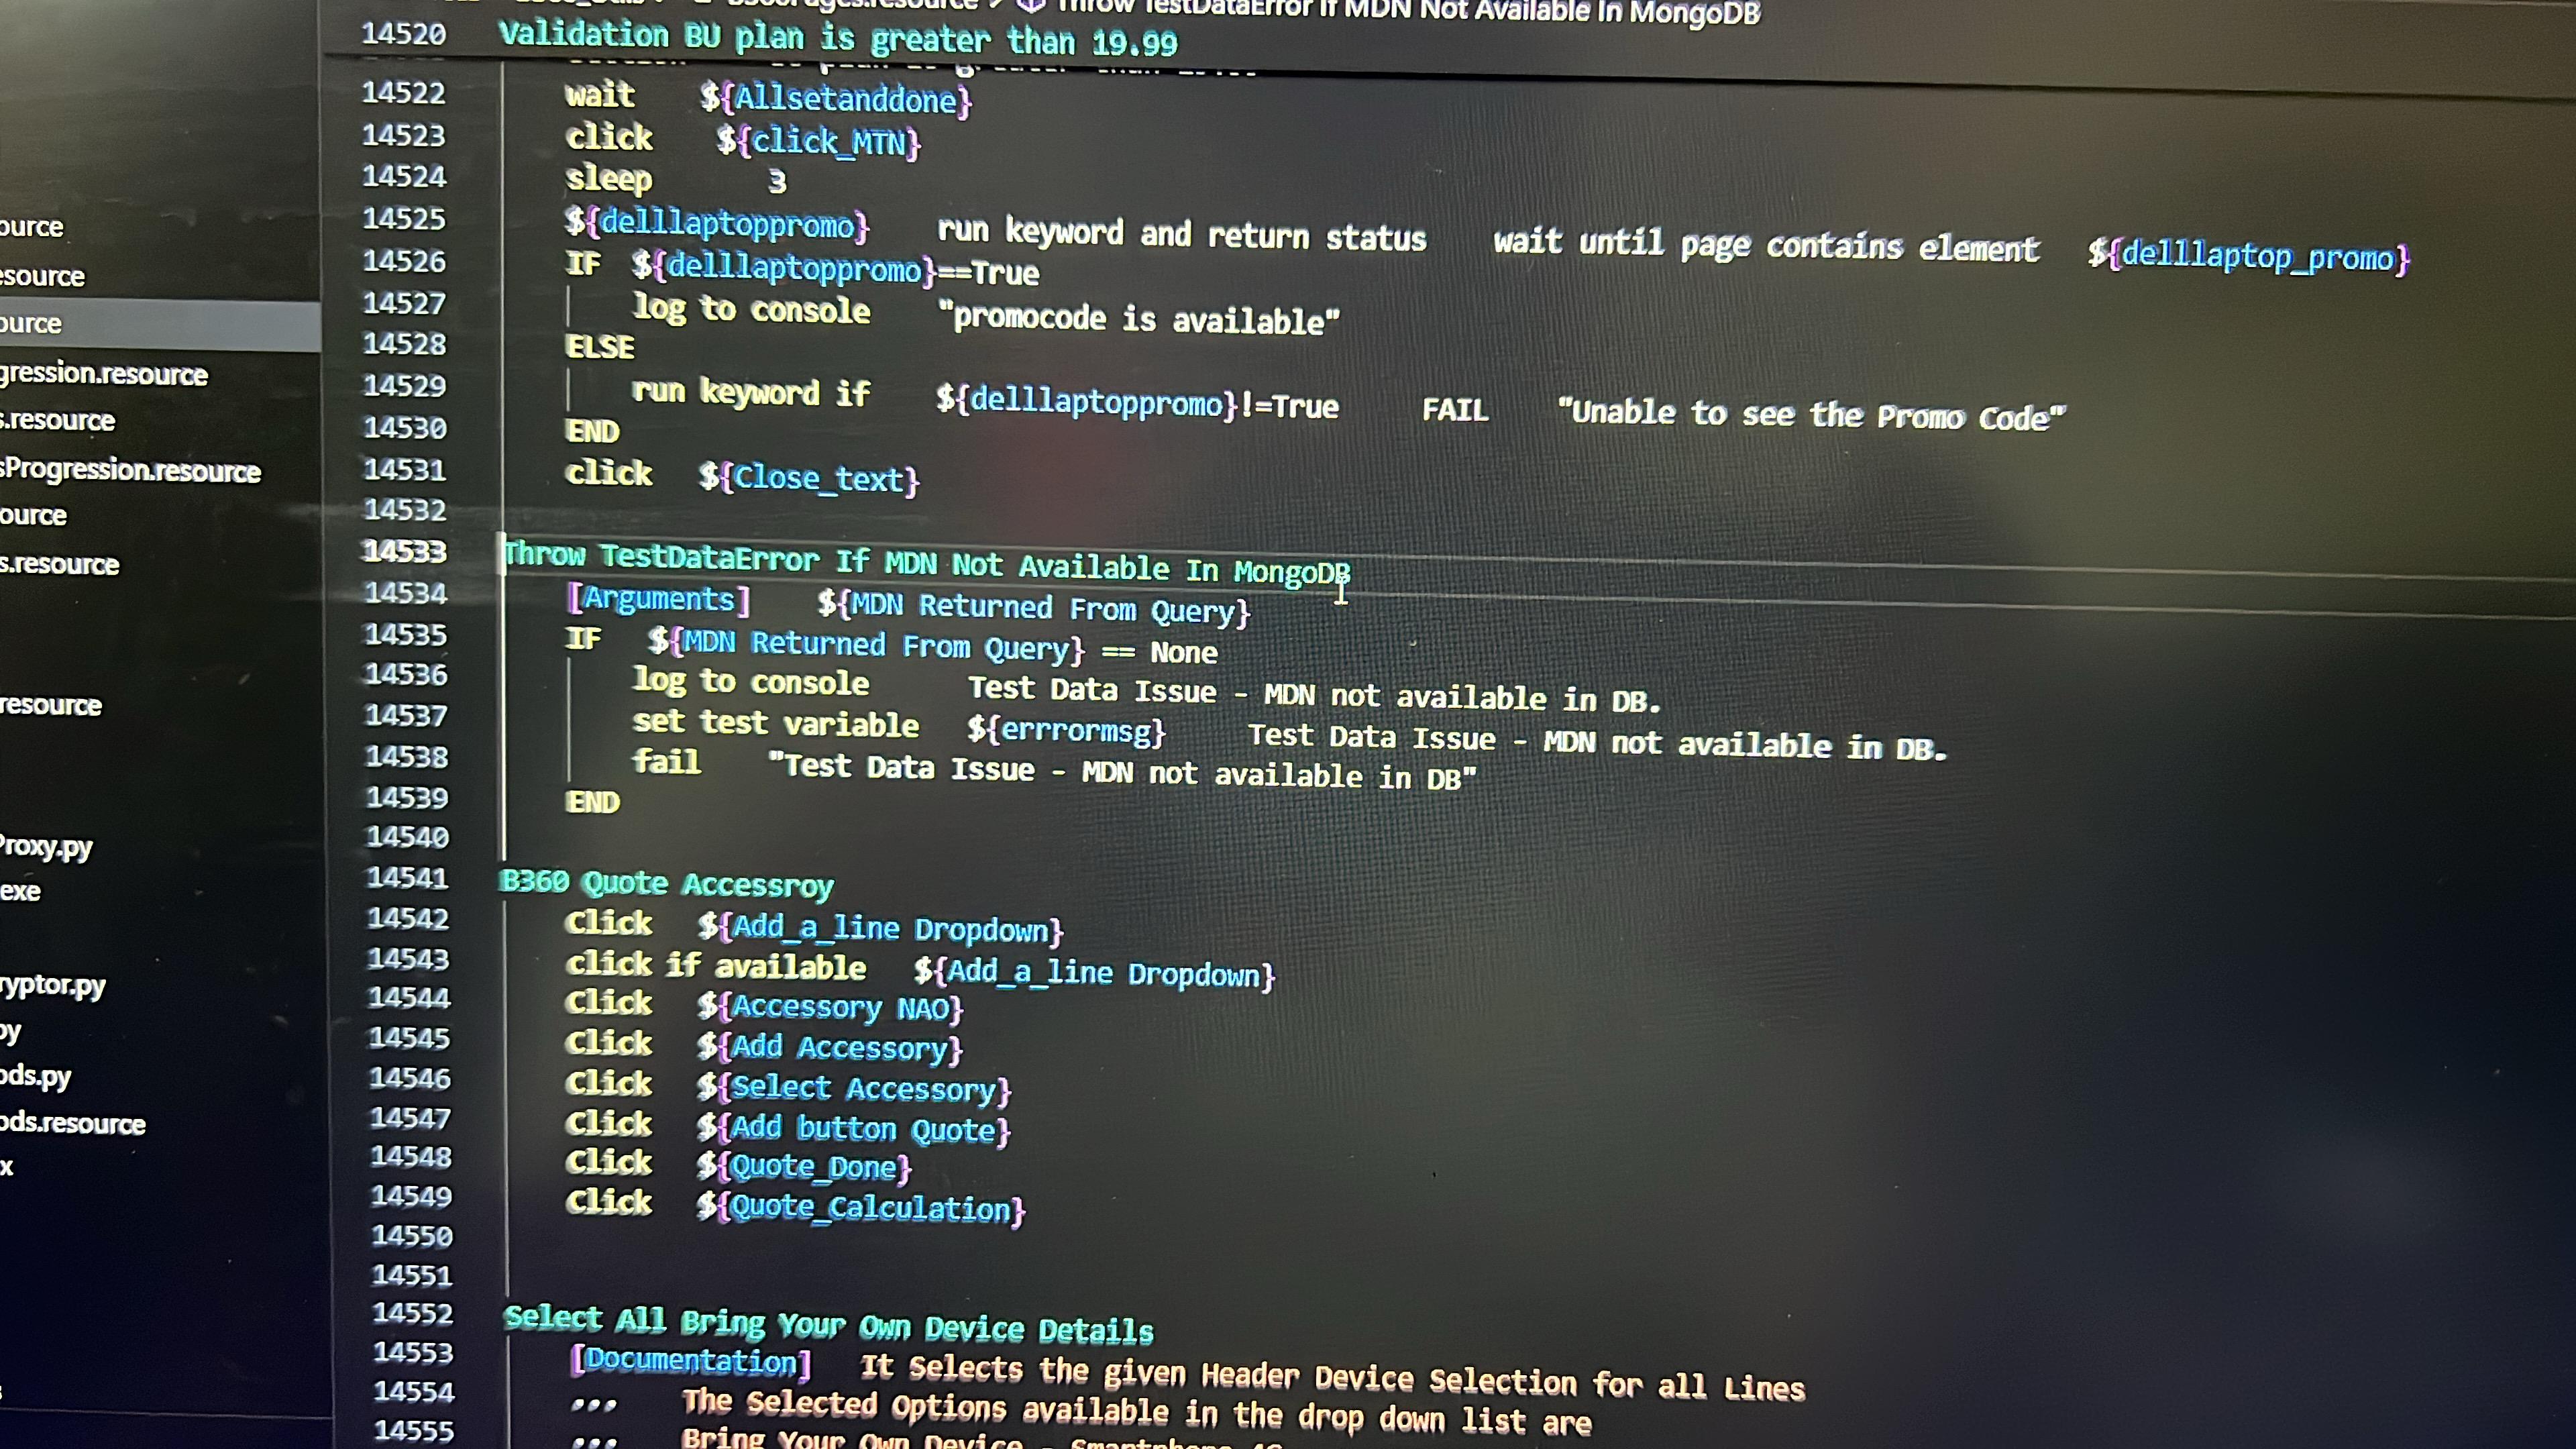 Throw TestDataError If MDN Not Available In MongoDB
14520 Validation BU plan is greater than 19.99
14522 wait ${Allsetanddone}
14523 click ${click_MTN}
14524 sleep 3
14525 ${delllaptoppromo} run keyword and return status wait until page contains element ${delllaptop_promo}
14526 IF ${delllaptoppromo}==True
14527 log to console "promocode is available"
14528 ELSE
14529 run keyword if ${delllaptoppromo}!=True FAIL "Unable to see the Promo Code"
14530 END
14531 click ${Close_text}
14532
14533 Throw TestDataError If MDN Not Available In MongoDB
14534 [Arguments] ${MDN Returned From Query}
14535 IF ${MDN Returned From Query} == None
14536 log to console Test Data Issue - MDN not available in DB.
14537 set test variable ${errrormsg} Test Data Issue - MDN not available in DB.
14538 fail "Test Data Issue - MDN not available in DB"
14539 END
14540
14541 B360 Quote Accessroy
14542 Click ${Add_a_line Dropdown}
14543 click if available ${Add_a_line Dropdown}
14544 Click ${Accessory NAO}
14545 Click ${Add Accessory}
14546 Click ${Select Accessory}
14547 Click ${Add button Quote}
14548 Click ${Quote_Done}
14549 Click ${Quote_Calculation}
14550
14551
14552 Select All Bring Your Own Device Details
14553 [Documentation] It Selects the given Header Device Selection for all Lines
14554 ... The Selected Options available in the drop down list are
14555 ... Bring Your Own Device - Smartphone
ource
esource
ource
gression.resource
s.resource
sProgression.resource
ource
s.resource
resource
Proxy.py
exe
ryptor.py
py
ods.py
ods.resource
x